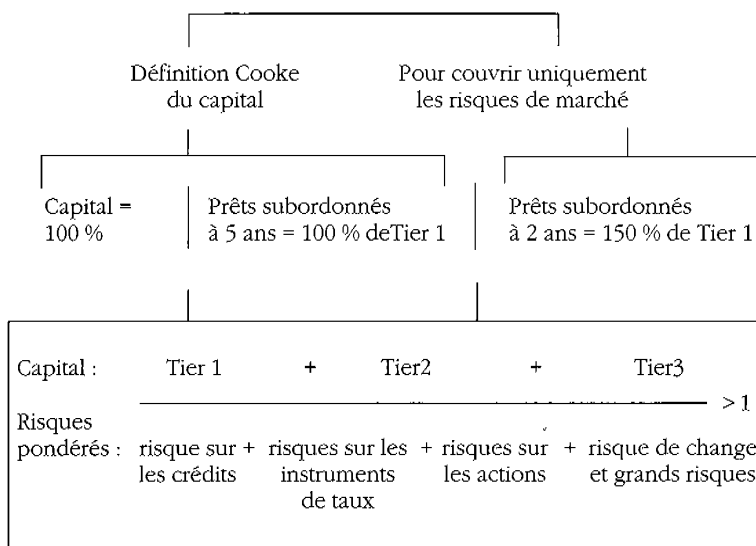 Définition Cooke
du capital
Pour couvrir uniquement
les risques de marché
Capital =
100 %
Prêts subordonnés
à 5 ans = 100 % deTier 1
Prêts subordonnés
à 2 ans = 150 % de Tier 1
Capital : Tier 1 + Tier2 + Tier3
> 1
Risques
pondérés : risque sur + risques sur les + risques sur + risque de change
les crédits instruments les actions et grands risques
de taux